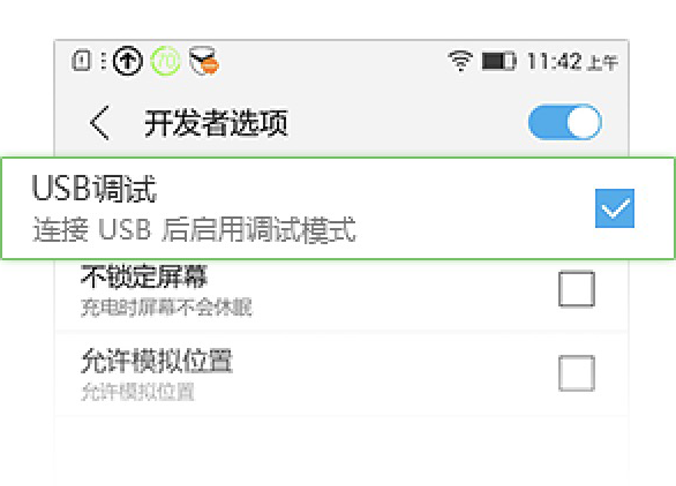 70
11:42 上午
开发者选项
USB调试
连接 USB 后启用调试模式
不锁定屏幕
充电时屏幕不会休眠
允许模拟位置
允许模拟位置